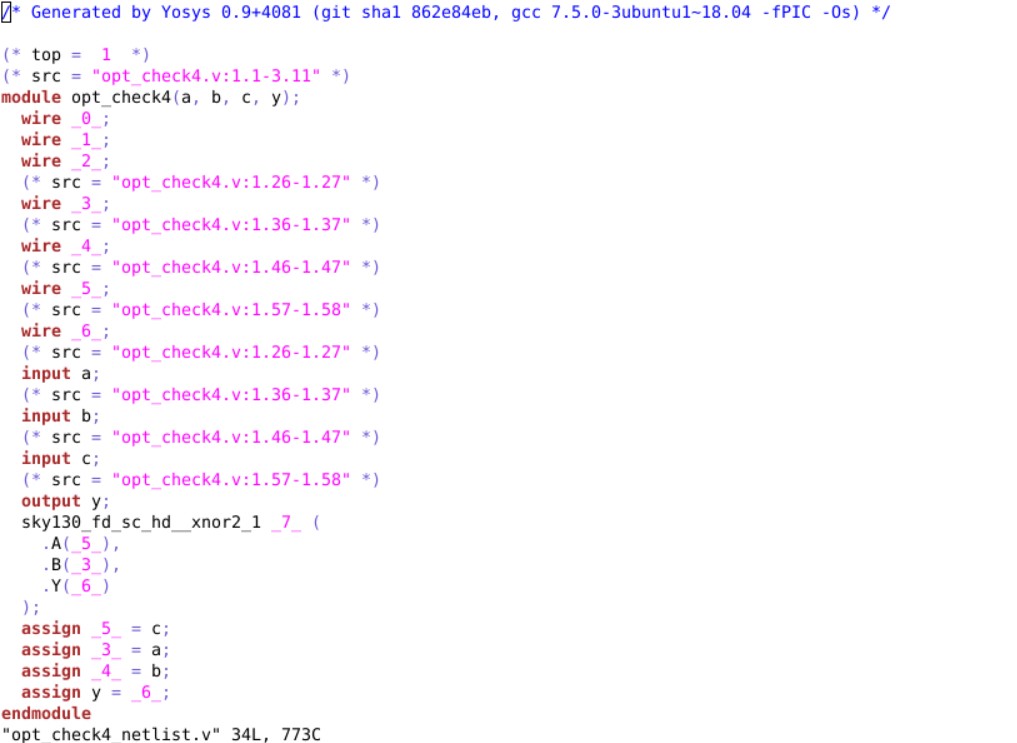 /* Generated by Yosys 0.9+4081 (git sha1 862e84eb, gcc 7.5.0-3ubuntu1~18.04 -fPIC -Os) */

(* top =  1  *)
(* src = "opt_check4.v:1.1-3.11" *)
module opt_check4(a, b, c, y);
  wire _0_;
  wire _1_;
  wire _2_;
  (* src = "opt_check4.v:1.26-1.27" *)
  wire _3_;
  (* src = "opt_check4.v:1.36-1.37" *)
  wire _4_;
  (* src = "opt_check4.v:1.46-1.47" *)
  wire _5_;
  (* src = "opt_check4.v:1.57-1.58" *)
  wire _6_;
  (* src = "opt_check4.v:1.26-1.27" *)
  input a;
  (* src = "opt_check4.v:1.36-1.37" *)
  input b;
  (* src = "opt_check4.v:1.46-1.47" *)
  input c;
  (* src = "opt_check4.v:1.57-1.58" *)
  output y;
  sky130_fd_sc_hd__xnor2_1 _7_ (
    .A(_5_),
    .B(_3_),
    .Y(_6_)
  );
  assign _5_ = c;
  assign _3_ = a;
  assign _4_ = b;
  assign y = _6_;
endmodule
"opt_check4_netlist.v" 34L, 773C